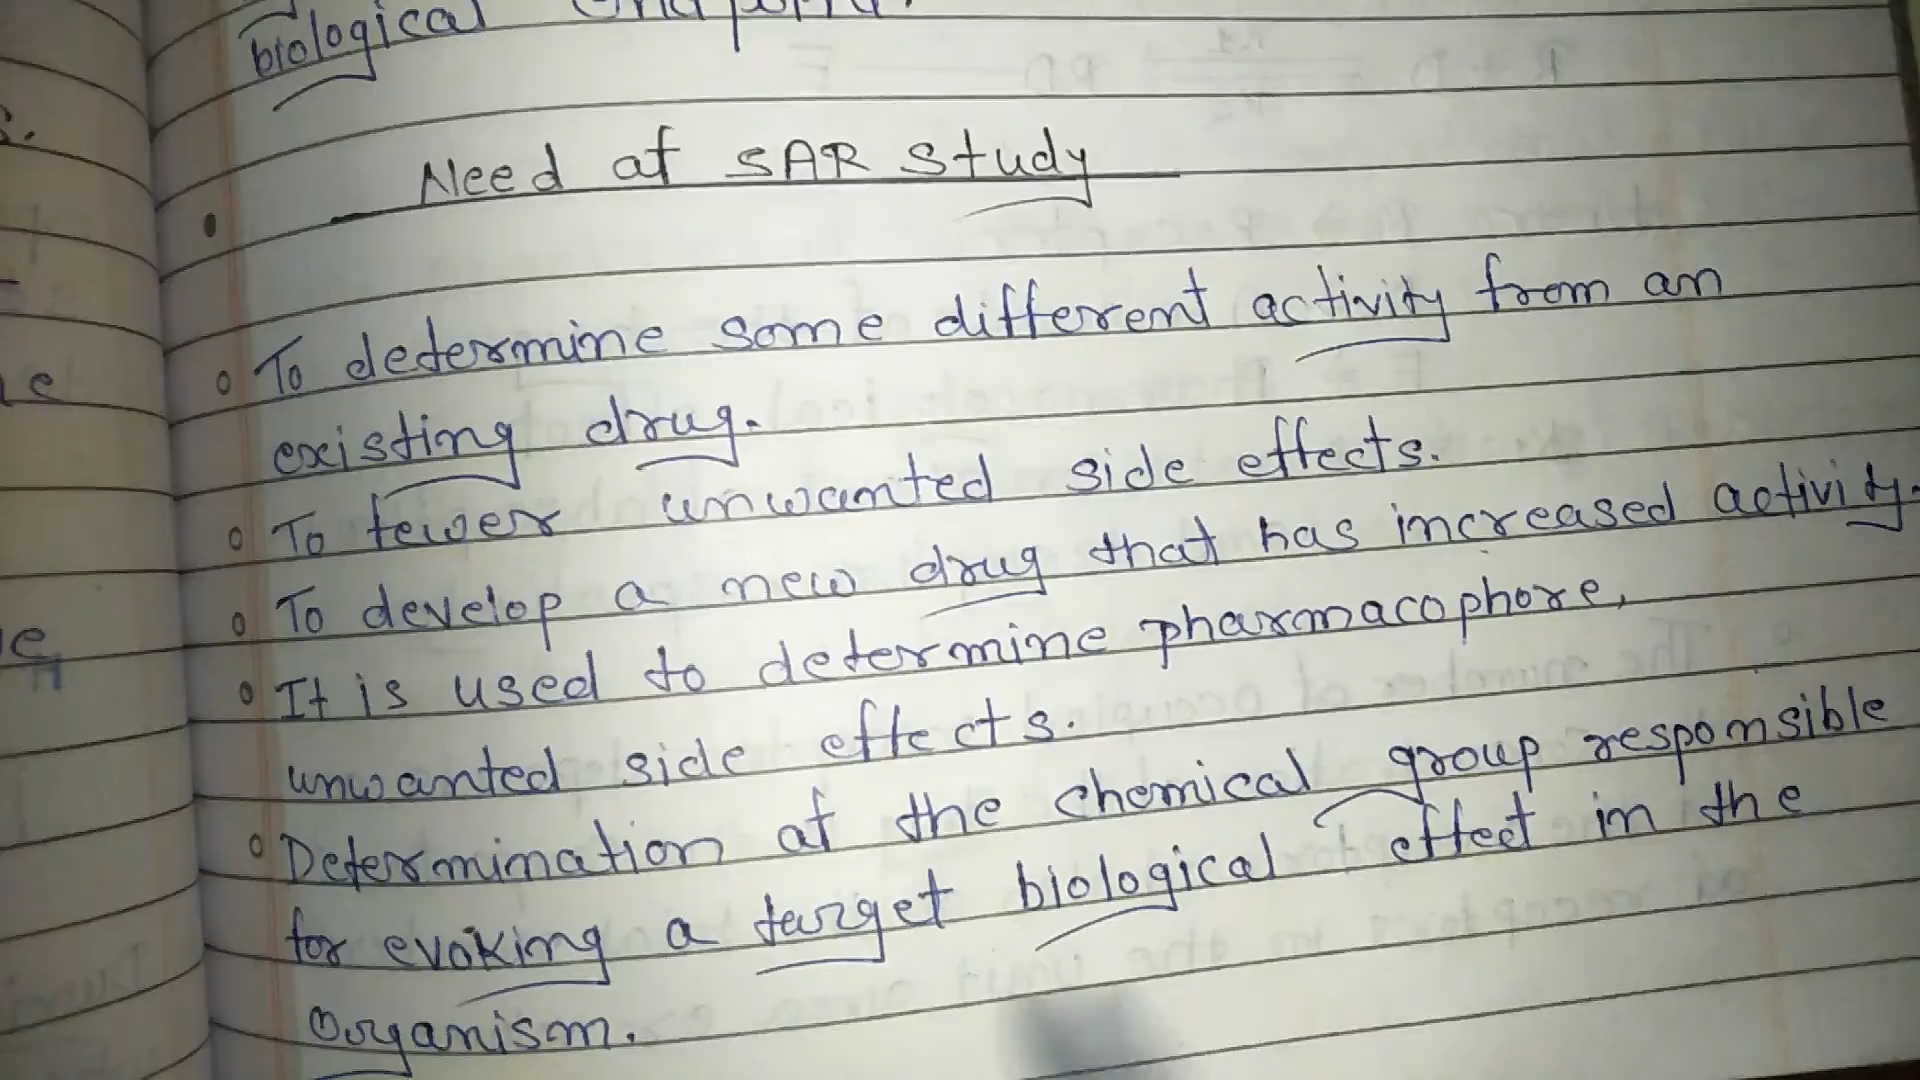 biological
Need of SAR study
To determine some different activity from an
existing drug.
To fewer unwanted side effects.
To develop a new drug that has increased activity.
It is used to determine pharmacophore,
unwanted side effects.
Determination of the chemical group responsible
for evoking a target biological effect in the
Organism.